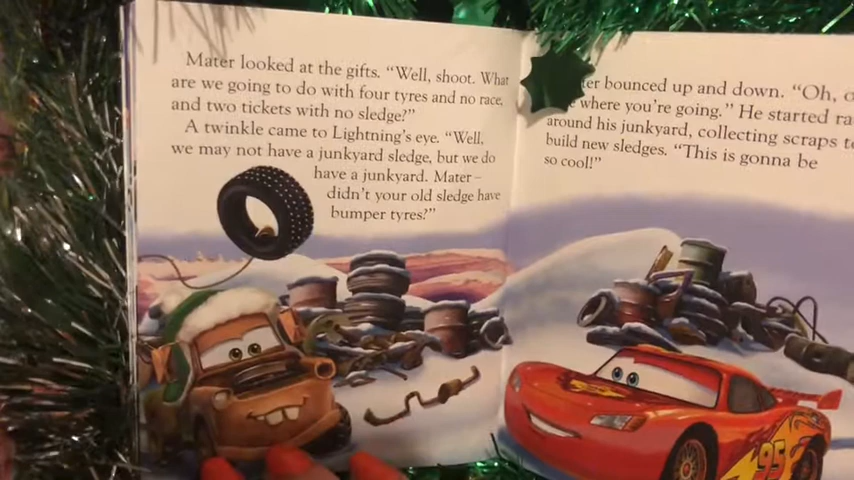 Mater looked at the gifts. “Well, shoot. What
are we going to do with four tyres and no race,
and two tickets with no sledge?”
A twinkle came to Lightning’s eye. “Well,
we may not have a junkyard sledge, but we do
have a junkyard. Mater –
didn’t your old sledge have
bumper tyres?”
bounced up and down. “Oh,
where you’re going.” He started
around his junkyard, collecting scraps
build new sledges. “This is gonna be
so cool!”
95